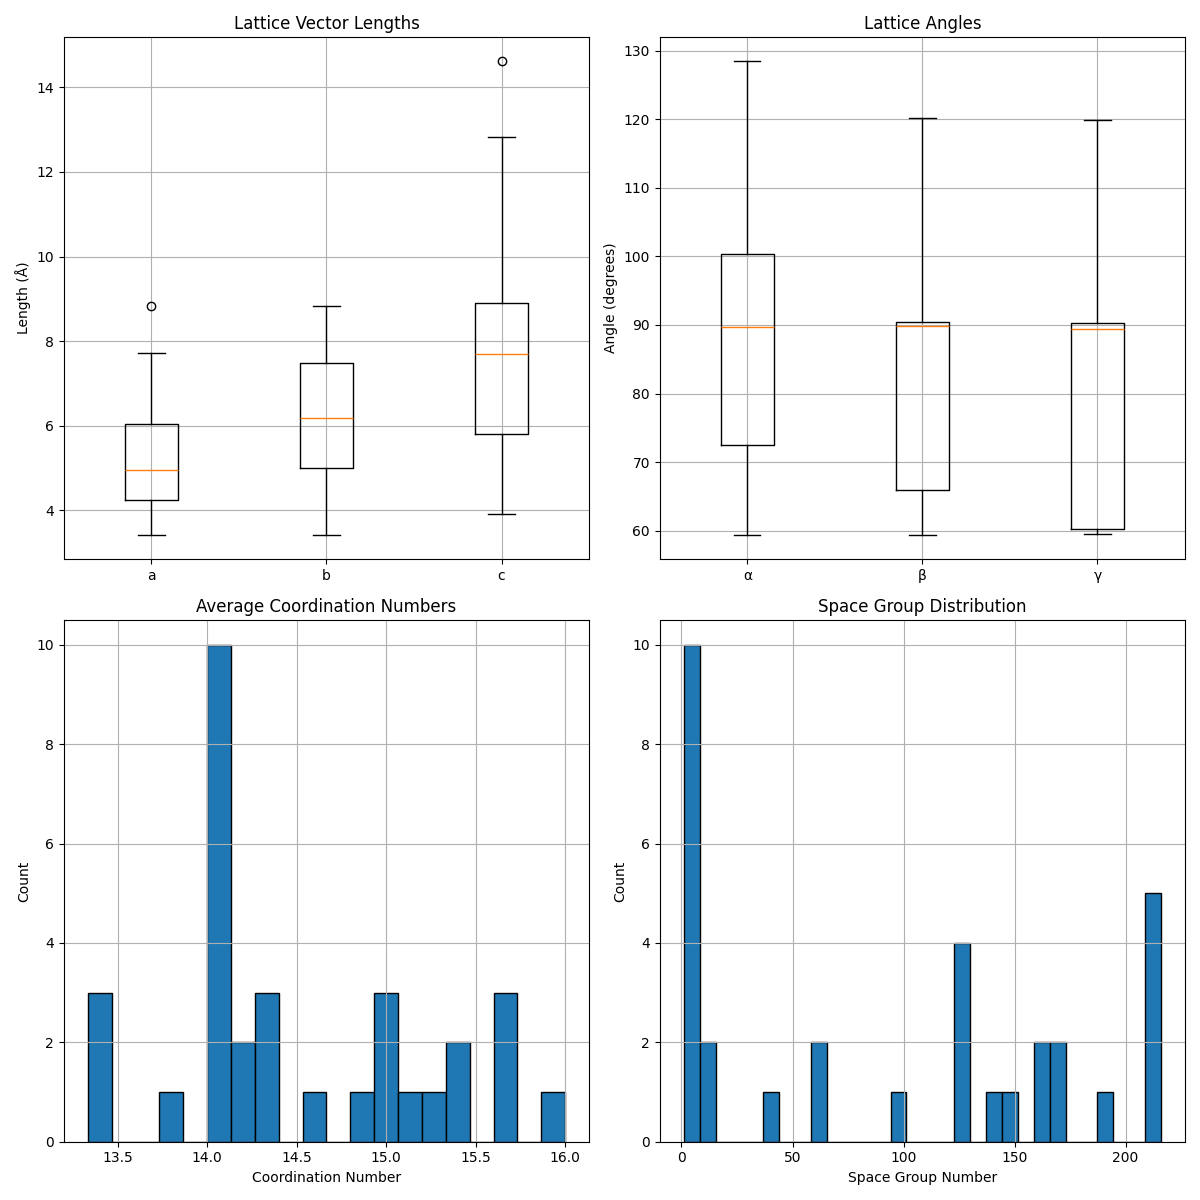 Lattice Vector Lengths
Length (Å)
14
12
10
8
6
4
a b c
Lattice Angles
Angle (degrees)
130
120
110
100
90
80
70
60
α β γ
Average Coordination Numbers
Count
10
8
6
4
2
0
13.5 14.0 14.5 15.0 15.5 16.0
Coordination Number
Space Group Distribution
Count
10
8
6
4
2
0
0 50 100 150 200
Space Group Number